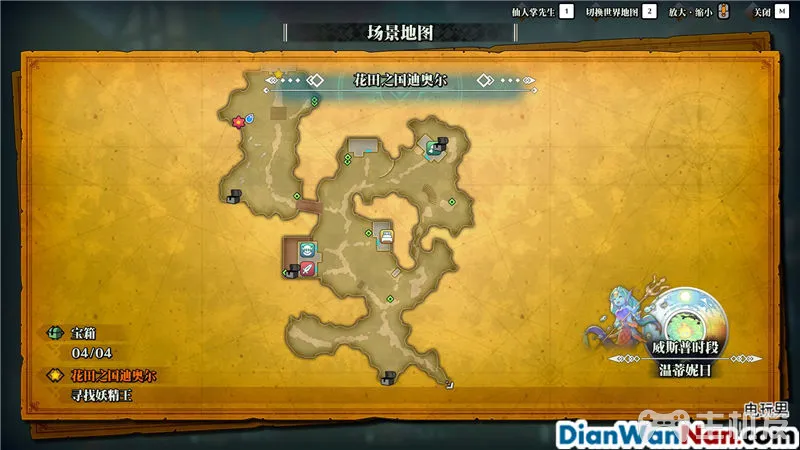 仙人掌先生 1 切换世界地图 2 放大·缩小 关闭 M
场景地图
花田之国迪奥尔
宝箱
04/04
花田之国迪奥尔
寻找妖精王
威斯普时段
温蒂妮日
电玩男
DianWanNan.com